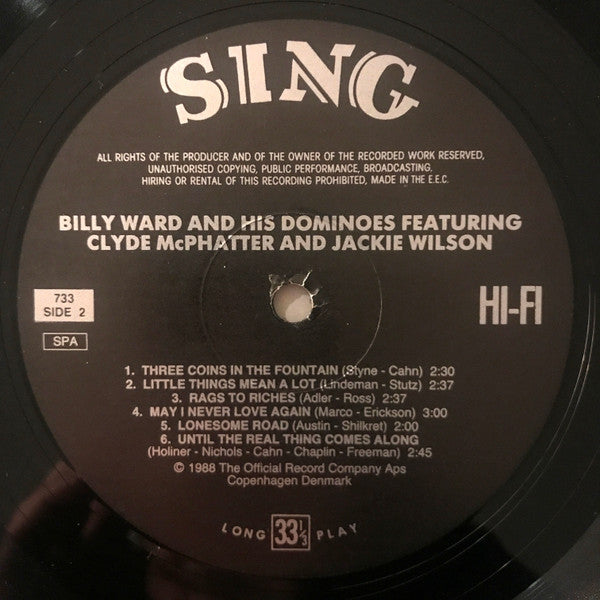 SING
ALL RIGHTS OF THE PRODUCER AND OF THE OWNER OF THE RECORDED WORK RESERVED,
UNAUTHORISED COPYING, PUBLIC PERFORMANCE, BROADCASTING.
HIRING OR RENTAL OF THIS RECORDING PROHIBITED, MADE IN THE E.E.C.
BILLY WARD AND HIS DOMINOES FEATURING
CLYDE McPHATTER AND JACKIE WILSON
733
SIDE 2
HI-FI
SPA
1. THREE COINS IN THE FOUNTAIN (Styne - Cahn) 2:30
2. LITTLE THINGS MEAN A LOT (Lindeman - Stutz) 2:37
3. RAGS TO RICHES (Adler - Ross) 2:37
4. MAY I NEVER LOVE AGAIN (Marco - Erickson) 3:00
5. LONESOME ROAD (Austin - Shilkret) 2:00
6. UNTIL THE REAL THING COMES ALONG
(Holiner - Nichols - Cahn - Chaplin - Freeman) 2:45
© 1988 The Official Record Company Aps
Copenhagen Denmark
LONG 33⅓ PLAY